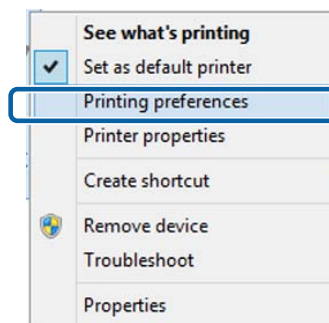 See what's printing
Set as default printer
Printing preferences
Printer properties
Create shortcut
Remove device
Troubleshoot
Properties